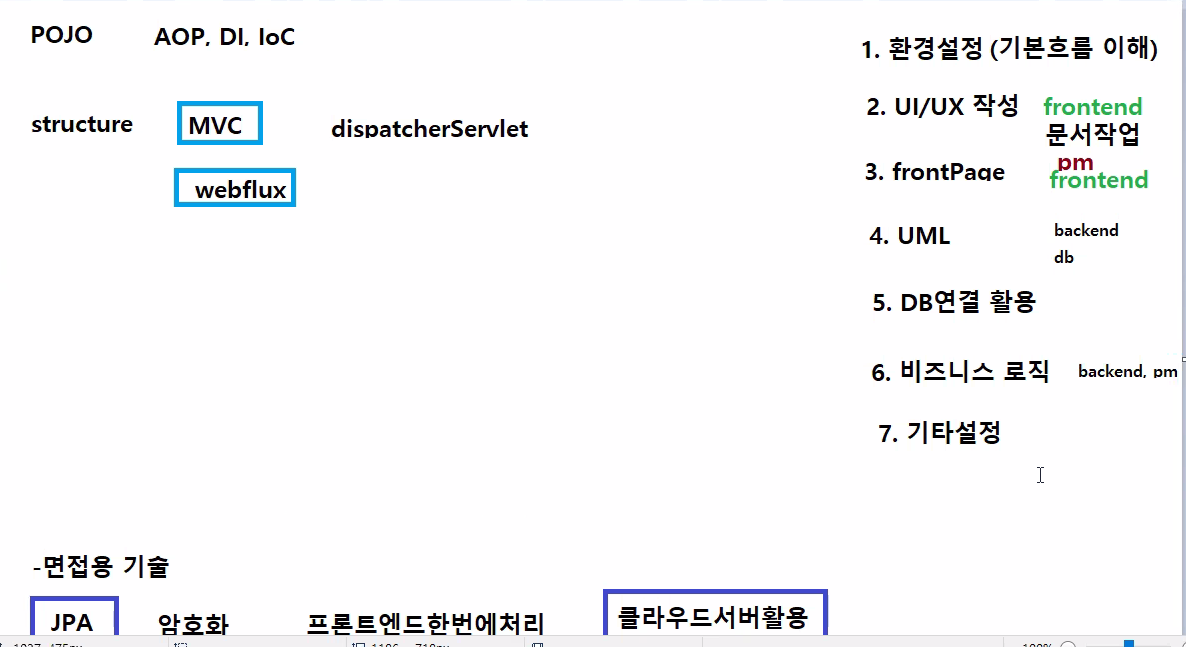 POJO
AOP, DI, IoC
structure
MVC
dispatcherServlet
webflux
1. 환경설정 (기본흐름 이해)
2. UI/UX 작성
frontend
문서작업
pm
3. frontPage
frontend
4. UML
backend
db
5. DB연결 활용
6. 비즈니스 로직
backend, pm
7. 기타설정
-면접용 기술
JPA
암호화
프론트엔드한번에처리
클라우드서버활용